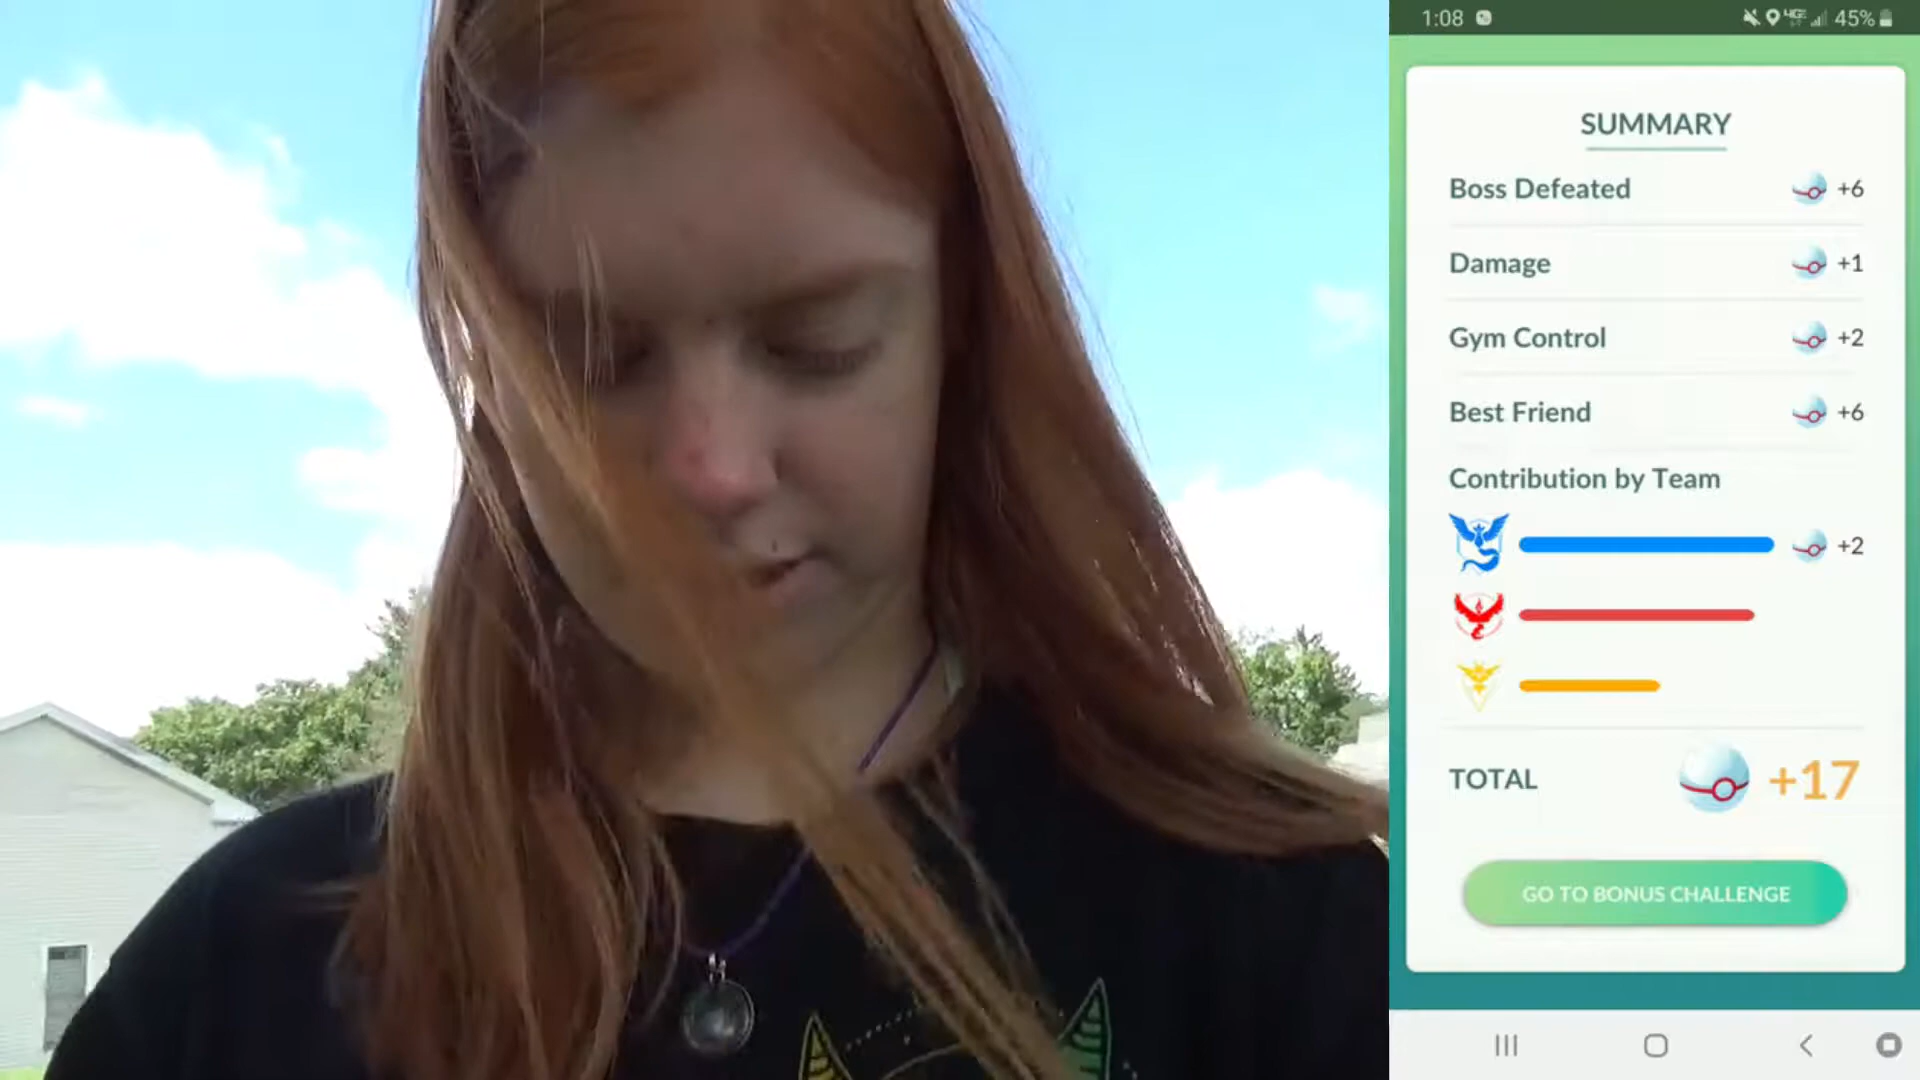 1:08
4GE 45%
SUMMARY
Boss Defeated +6
Damage +1
Gym Control +2
Best Friend +6
Contribution by Team
+2
TOTAL +17
GO TO BONUS CHALLENGE